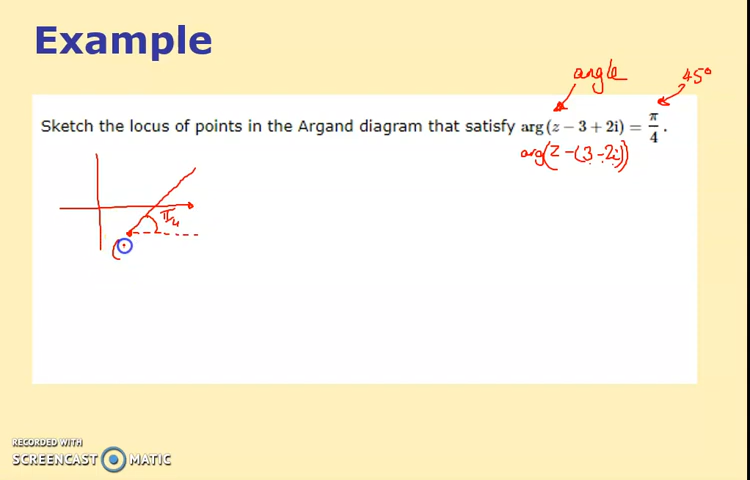 Example
angle
45°
Sketch the locus of points in the Argand diagram that satisfy arg (z − 3 + 2i) = π/4.
arg(z-(3-2i))
π/4
(
RECORDED WITH
SCREENCAST MATIC